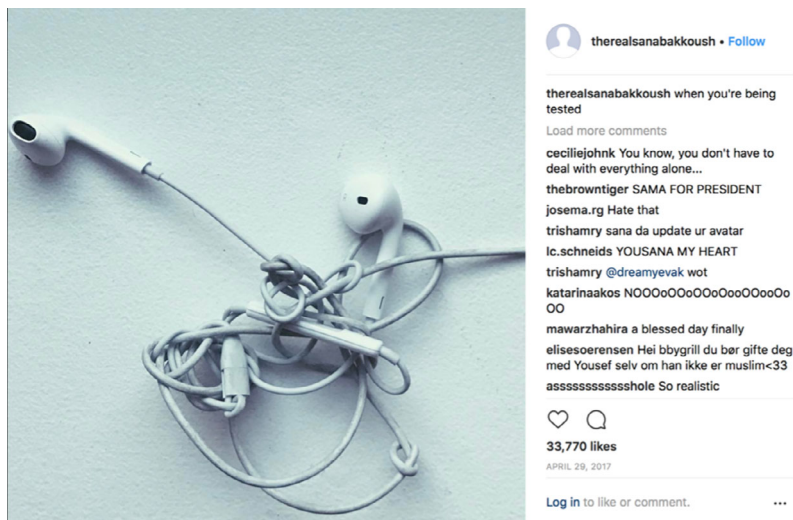 therealsanabakkoush • Follow
therealsanabakkoush when you're being
tested
Load more comments
ceciliejohnk You know, you don't have to
deal with everything alone...
thebrowntiger SAMA FOR PRESIDENT
josema.rg Hate that
trishamry sana da update ur avatar
lc.schneids YOUSANA MY HEART
trishamry @dreamyevak wot
katarinaakos NOOOoOOoOOoOooOOooOo
OO
mawarzhahira a blessed day finally
elisesoerensen Hei bbygrill du bør gifte deg
med Yousef selv om han ikke er muslim<33
assssssssssssshole So realistic
33,770 likes
APRIL 29, 2017
Log in to like or comment.